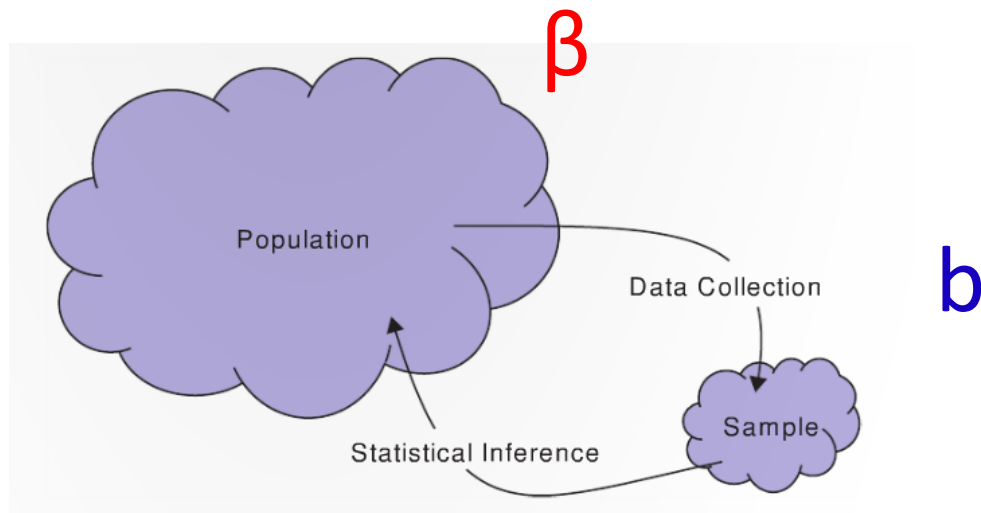 β
Population
Data Collection
b
Sample
Statistical Inference